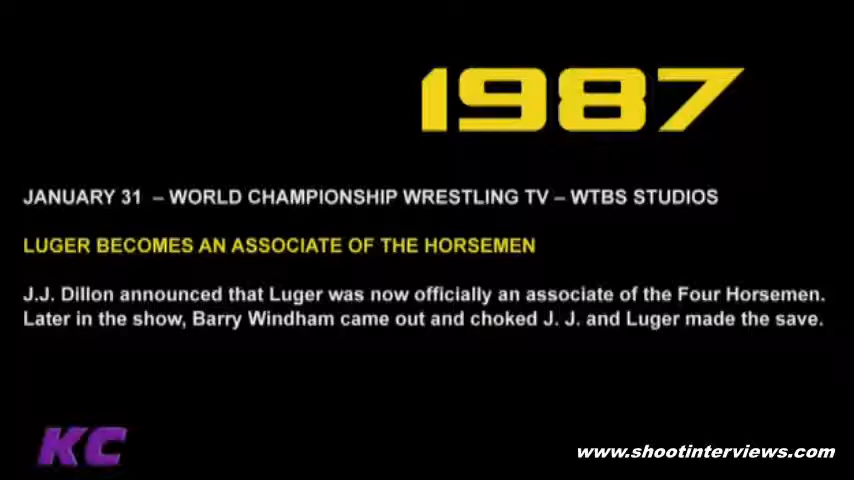 1987
JANUARY 31 – WORLD CHAMPIONSHIP WRESTLING TV – WTBS STUDIOS
LUGER BECOMES AN ASSOCIATE OF THE HORSEMEN
J.J. Dillon announced that Luger was now officially an associate of the Four Horsemen.
Later in the show, Barry Windham came out and choked J. J. and Luger made the save.
KC
www.shootinterviews.com